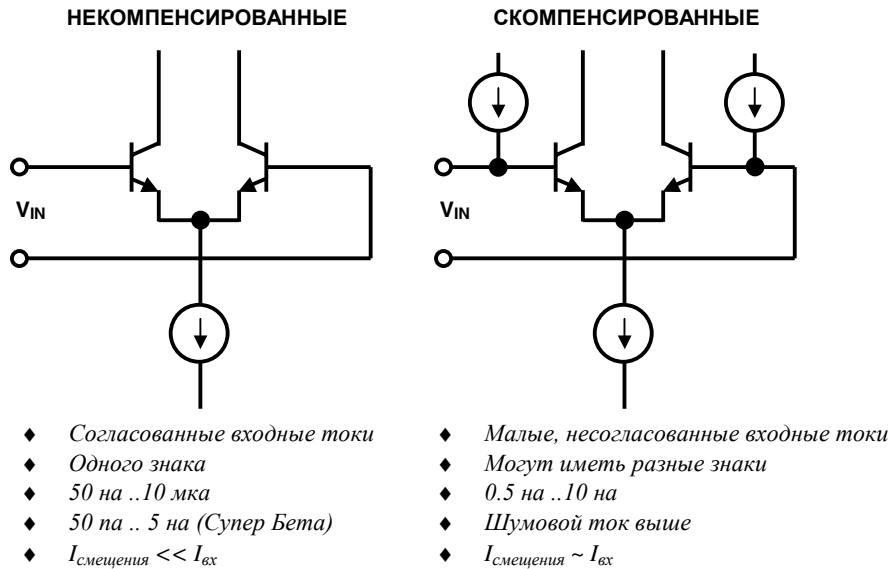 НЕКОМПЕНСИРОВАННЫЕ
СКОМПЕНСИРОВАННЫЕ
VIN
VIN
♦ Согласованные входные токи
♦ Одного знака
♦ 50 на ..10 мка
♦ 50 па .. 5 на (Супер Бета)
♦ Iсмещения << Iвх
♦ Малые, несогласованные входные токи
♦ Могут иметь разные знаки
♦ 0.5 на ..10 на
♦ Шумовой ток выше
♦ Iсмещения ~ Iвх